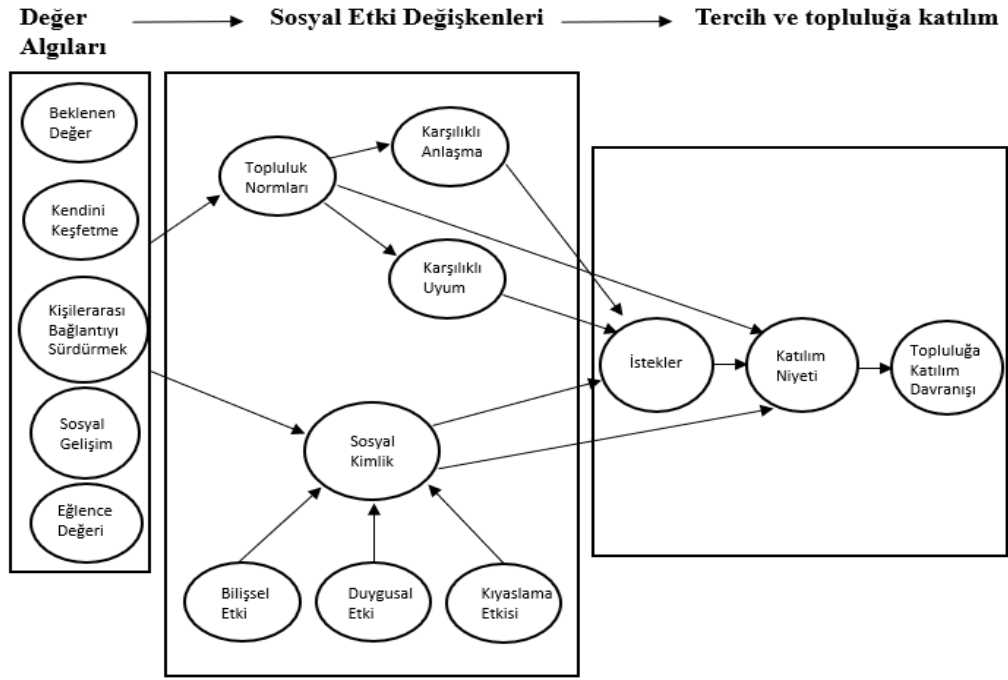 Değer
Algıları
Sosyal Etki Değişkenleri
Tercih ve topluluğa katılım
Beklenen
Değer
Kendini
Keşfetme
Kişilerarası
Bağlantıyı
Sürdürmek
Sosyal
Gelişim
Eğlence
Değeri
Topluluk
Normları
Karşılıklı
Anlaşma
Karşılıklı
Uyum
Sosyal
Kimlik
Bilişsel
Etki
Duygusal
Etki
Kıyaslama
Etkisi
İstekler
Katılım
Niyeti
Topluluğa
Katılım
Davranışı